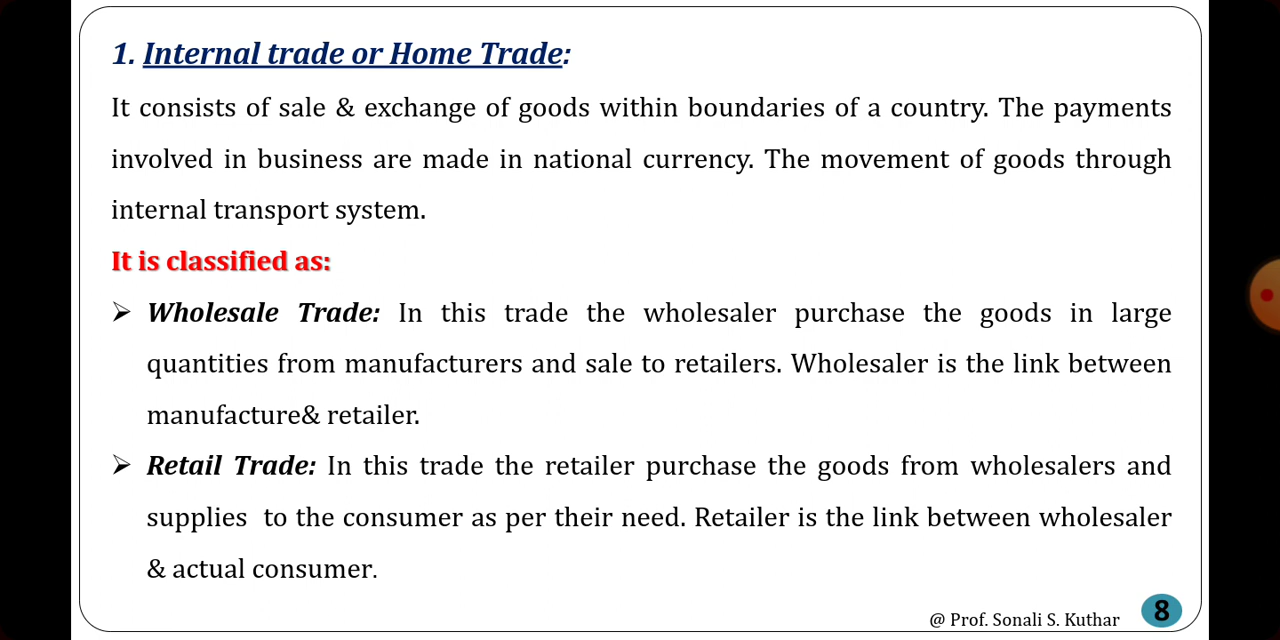 1. Internal trade or Home Trade:
It consists of sale & exchange of goods within boundaries of a country. The payments
involved in business are made in national currency. The movement of goods through
internal transport system.
It is classified as:
➢ Wholesale Trade: In this trade the wholesaler purchase the goods in large
quantities from manufacturers and sale to retailers. Wholesaler is the link between
manufacture& retailer.
➢ Retail Trade: In this trade the retailer purchase the goods from wholesalers and
supplies to the consumer as per their need. Retailer is the link between wholesaler
& actual consumer.
@ Prof. Sonali S. Kuthar 8